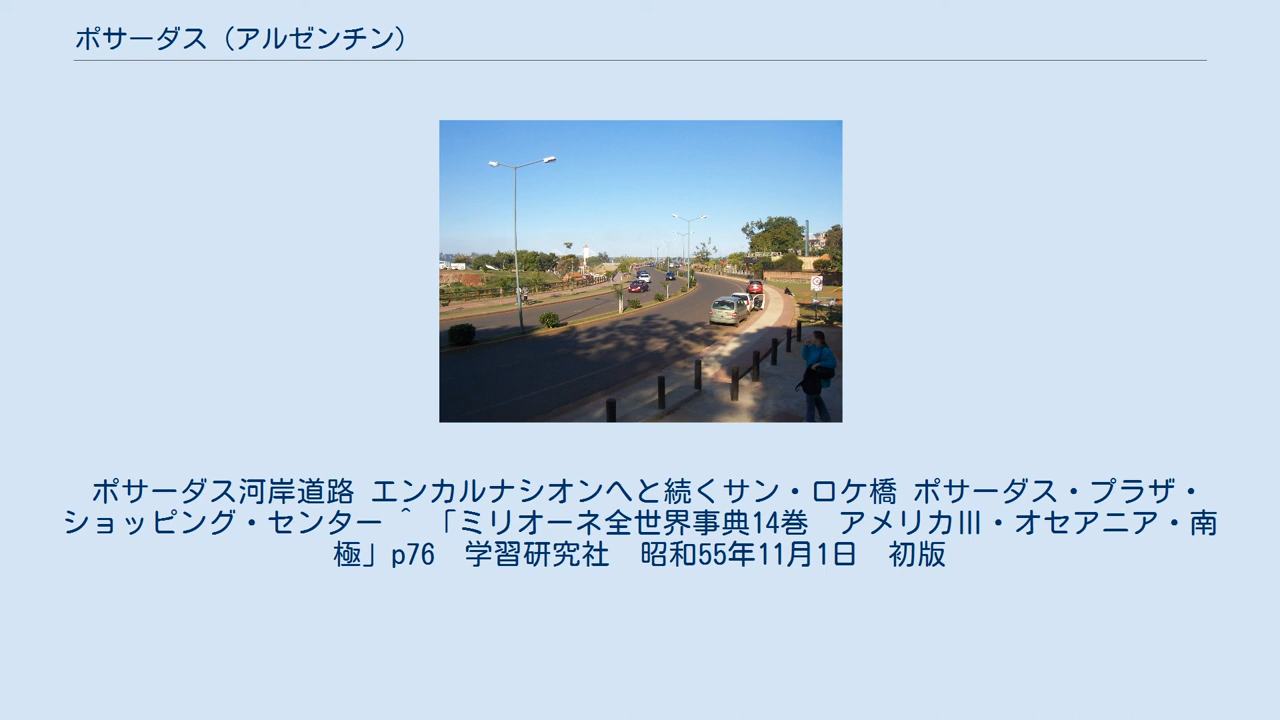 ポサーダス（アルゼンチン）
ポサーダス河岸道路 エンカルナシオンへと続くサン・ロケ橋 ポサーダス・プラザ・
ショッピング・センター ^ 「ミリオーネ全世界事典14巻　アメリカⅢ・オセアニア・南
極」p76　学習研究社　昭和55年11月1日　初版